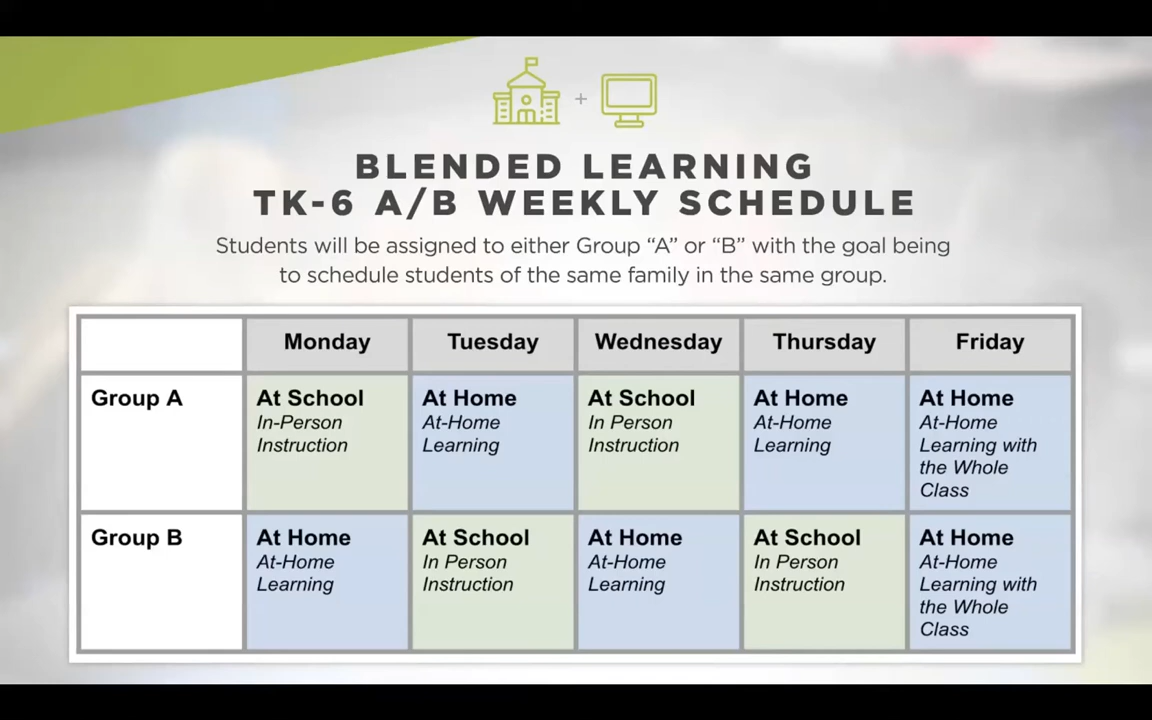 +
BLENDED LEARNING
TK-6 A/B WEEKLY SCHEDULE
Students will be assigned to either Group “A” or “B” with the goal being
to schedule students of the same family in the same group.
Monday Tuesday Wednesday Thursday Friday
Group A
At School
In-Person
Instruction
At Home
At-Home
Learning
At School
In Person
Instruction
At Home
At-Home
Learning
At Home
At-Home
Learning with
the Whole
Class
Group B
At Home
At-Home
Learning
At School
In Person
Instruction
At Home
At-Home
Learning
At School
In Person
Instruction
At Home
At-Home
Learning with
the Whole
Class